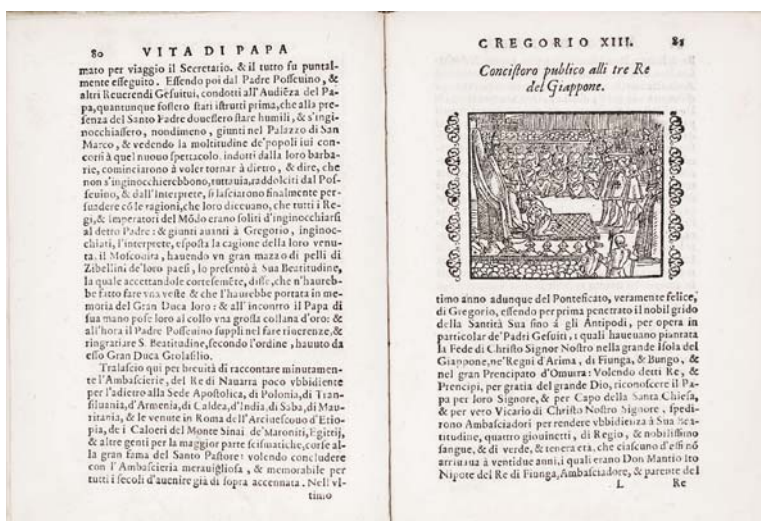 80 VITA DI PAPA
mato per viaggio il Secretario. & il tutto fu puntal-
mente esseguito. Essendo poi dal Padre Posseuino, &
altri Reuerendi Gesuiti, condotti all'Audiẽza del Pa-
pa, quantunque fossero stati istrutti prima, che alla pre-
senza del Santo Padre douessero stare humili, & s'ingi-
nocchiassero, nondimeno, giunti nel Palazzo di San
Marco, & vedendo la moltitudine de'popoli iui con-
corsi à quel nuouo spettacolo, indotti dalla loro barba-
rie, cominciarono à voler tornar à dietro, & dire, che
non s'inginocchierebbono, tuttauia, raddolciti dal Pos-
seuino, & dall'Interprete, si lasciarono finalmente per-
suadere cõ le ragioni, che loro diceuano, che tutti i Re-
gi, & Imperatori del Mõdo erano soliti d'inginocchiarsi
al detto Padre: & giunti auanti à Gregorio, inginoc-
chiati, l'interprete, esposta la cagione della loro venu-
ta, il Moscouita, hauendo vn gran mazzo di pelli di
Zibellini de'loro paesi, lo presentò à Sua Beatitudine,
la quale accettandole cortesemẽte, disse, che n'haureb-
be fatto fare vna veste & che l'haurebbe portata in me-
moria del Gran Duca loro: & all'incontro il Papa di
sua mano pose loro al collo vna grossa collana d'oro: &
all'hora il Padre Posseuino supplì nel fare riuerenze, &
ringratiare S. Beatitudine, secondo l'ordine, hauuto da
esso Gran Duca Grolasilio.
Tralascio qui per breuità di raccontare minutamen-
te l'Ambascierie, del Re di Nauarra poco vbbidiente
per l'adietro alla Sede Apostolica, di Polonia, di Tran-
siluania, d'Armenia, di Caldea, d'India, di Saba, di Mau-
ritania, & le venute in Roma dell'Arciuescouo d'Etio-
pia, de i Caloeri del Monte Sinai de'Maroniti, Egittij,
& altre genti per la maggior parte scismatiche, corse al-
la gran fama del Santo Pastore: volendo concludere
con l'Ambascieria merauigliosa, & memorabile per
tutti i secoli d'auenire già di sopra accennata. Nell'vl-
timo
CREGORIO XIII. 81
Concistoro publico alli tre Re
del Giappone.
timo anno adunque del Ponteficato, veramente felice,
di Gregorio, essendo per prima penetrato il nobil grido
della Santità Sua sino á gli Antipodi, per opera in
particolar de'Padri Gesuiti, i quali haueuano piantata
la Fede di Christo Signor Nostro nella grande Isola del
Giappone, ne'Regni d'Arima, di Fiunga, & Bungo, &
nel gran Prencipato d'Omura: Volendo detti Re, &
Prencipi, per gratia del grande Dio, riconoscere il Pa-
pa per loro Signore, & per Capo della Santa Chiesa,
& per vero Vicario di Christo Nostro Signore, spedi-
rono Ambasciadori per rendere vbbidienza à Sua Bea-
titudine, quattro giouinetti, di Regio, & nobilissimo
sangue, & di verde, & tenera età, che ciascuno d'essi nõ
arriuaua à ventidue anni, i quali erano Don Mantio Ito
Nipote del Re di Fiunga, Ambasciadore, & parente del
L Re